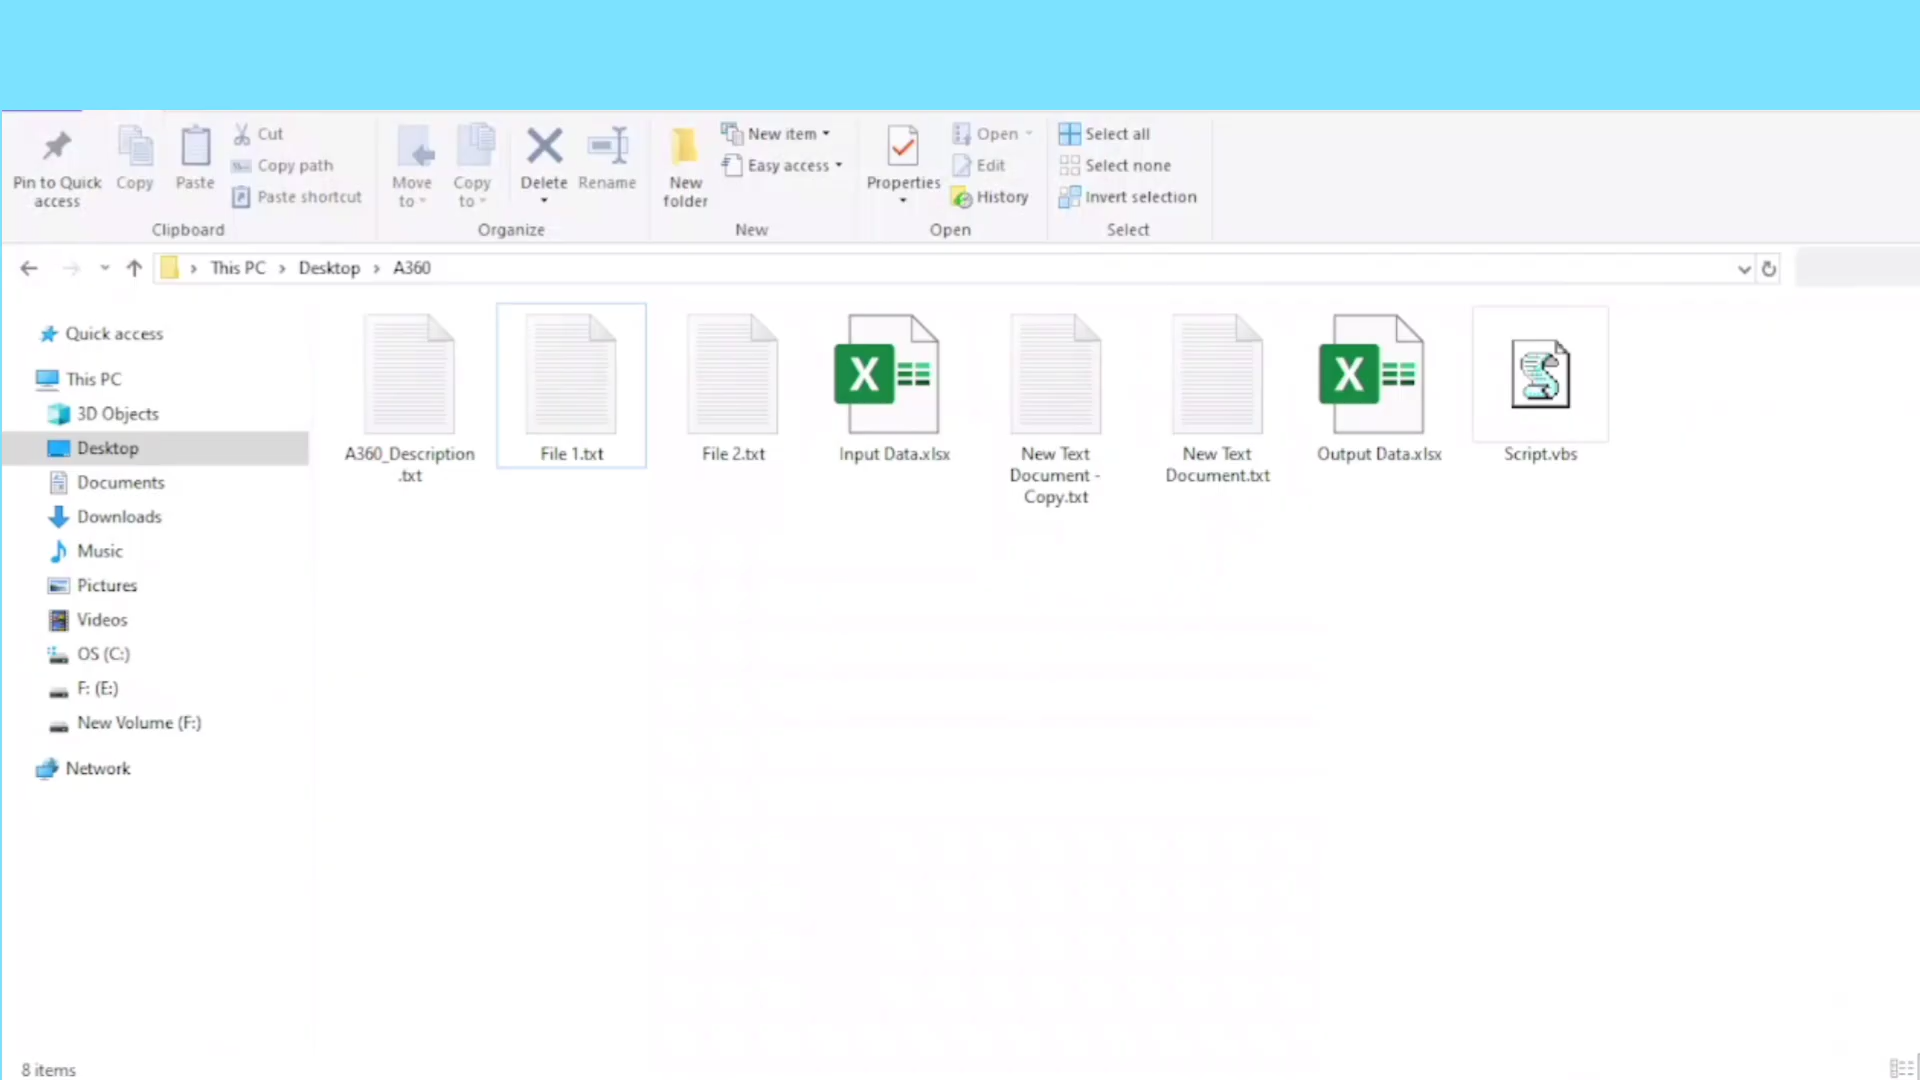 Pin to Quick
access
Copy
Paste
Cut
Copy path
Paste shortcut
Clipboard
Move
to
Copy
to
Delete
Rename
Organize
New
folder
New item
Easy access
New
Properties
Open
Edit
History
Open
Select all
Select none
Invert selection
Select
This PC > Desktop > A360
Quick access
This PC
3D Objects
Desktop
Documents
Downloads
Music
Pictures
Videos
OS (C:)
F: (E:)
New Volume (F:)
Network
A360_Description
.txt
File 1.txt
File 2.txt
Input Data.xlsx
New Text
Document -
Copy.txt
New Text
Document.txt
Output Data.xlsx
Script.vbs
8 items